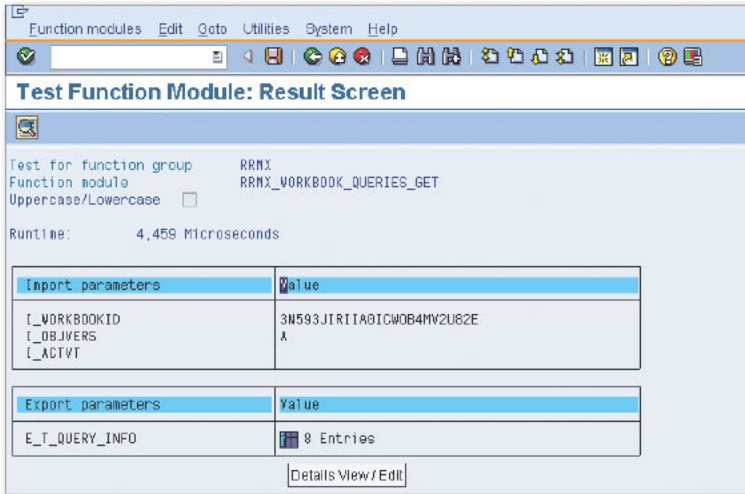 Function modules Edit Goto Utilities System Help
Test Function Module: Result Screen
Test for function group RRMX
Function module RRMX_WORKBOOK_QUERIES_GET
Uppercase/Lowercase
Runtime: 4,459 Microseconds
Import parameters Value
I_WORKBOOKID 3N593JIRIIA0ICWOB4MV2U82E
I_OBJVERS A
I_ACTVT
Export parameters Value
E_T_QUERY_INFO 8 Entries
Details View / Edit